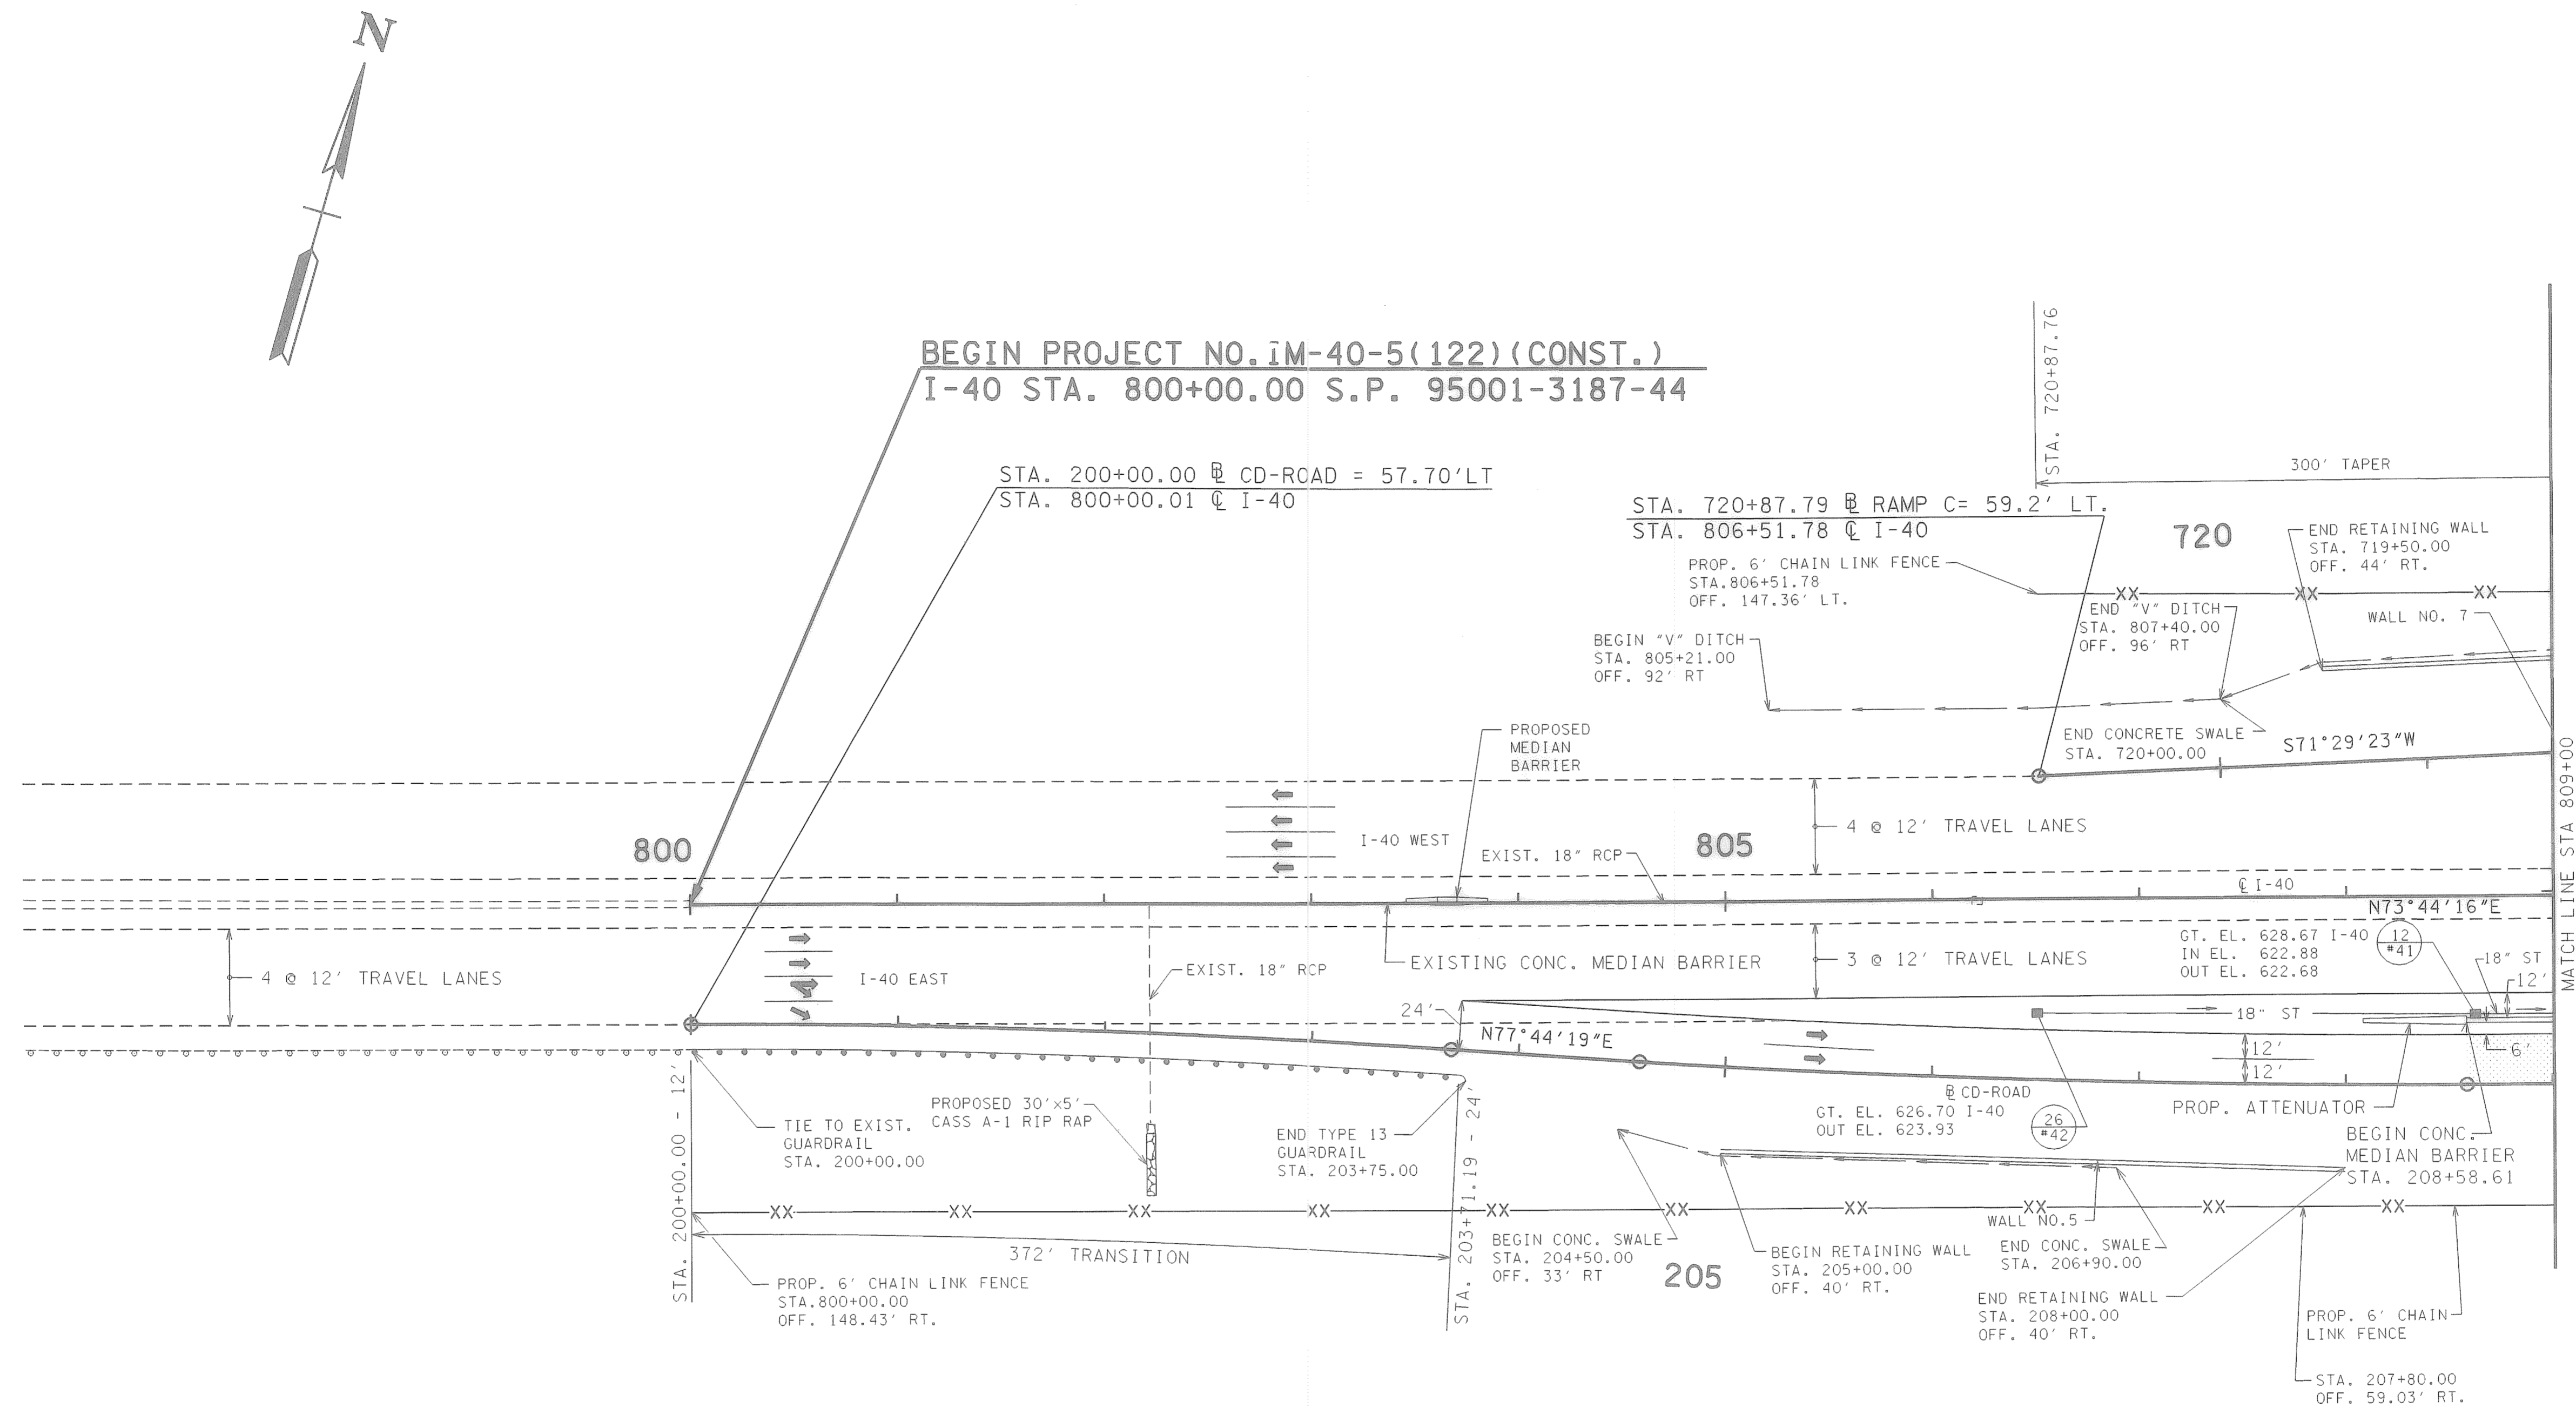 N
BEGIN PROJECT NO. IM-40-5(122)(CONST.)
I-40 STA. 800+00.00 S.P. 95001-3187-44
STA. 200+00.00 ⅊ CD-ROAD = 57.70'LT
STA. 800+00.01 ℄ I-40
STA. 720+87.76
300' TAPER
STA. 720+87.79 ⅊ RAMP C= 59.2' LT.
STA. 806+51.78 ℄ I-40
720
END RETAINING WALL
STA. 719+50.00
OFF. 44' RT.
PROP. 6' CHAIN LINK FENCE
STA.806+51.78
OFF. 147.36' LT.
XX XX XX
END "V" DITCH
STA. 807+40.00
OFF. 96' RT
WALL NO. 7
BEGIN "V" DITCH
STA. 805+21.00
OFF. 92' RT
END CONCRETE SWALE
STA. 720+00.00
S71°29'23"W
PROPOSED
MEDIAN
BARRIER
MATCH LINE STA 809+00
800
I-40 WEST
EXIST. 18" RCP
805
4 @ 12' TRAVEL LANES
℄ I-40
N73°44'16"E
4 @ 12' TRAVEL LANES
I-40 EAST
EXIST. 18" RCP
EXISTING CONC. MEDIAN BARRIER
3 @ 12' TRAVEL LANES
GT. EL. 628.67 I-40
IN EL. 622.88
OUT EL. 622.68
12
#41
18" ST
12'
24'
N77°44'19"E
18" ST
12'
12'
6'
⅊ CD-ROAD
GT. EL. 626.70 I-40
OUT EL. 623.93
26
#42
PROP. ATTENUATOR
BEGIN CONC.
MEDIAN BARRIER
STA. 208+58.61
STA. 200+00.00 - 12'
TIE TO EXIST.
GUARDRAIL
STA. 200+00.00
PROPOSED 30'x5'
CASS A-1 RIP RAP
END TYPE 13
GUARDRAIL
STA. 203+75.00
STA. 203+71.19 - 24'
XX XX XX XX XX XX XX XX XX XX
372' TRANSITION
PROP. 6' CHAIN LINK FENCE
STA.800+00.00
OFF. 148.43' RT.
BEGIN CONC. SWALE
STA. 204+50.00
OFF. 33' RT
205
BEGIN RETAINING WALL
STA. 205+00.00
OFF. 40' RT.
WALL NO.5
END CONC. SWALE
STA. 206+90.00
END RETAINING WALL
STA. 208+00.00
OFF. 40' RT.
PROP. 6' CHAIN
LINK FENCE
STA. 207+80.00
OFF. 59.03' RT.